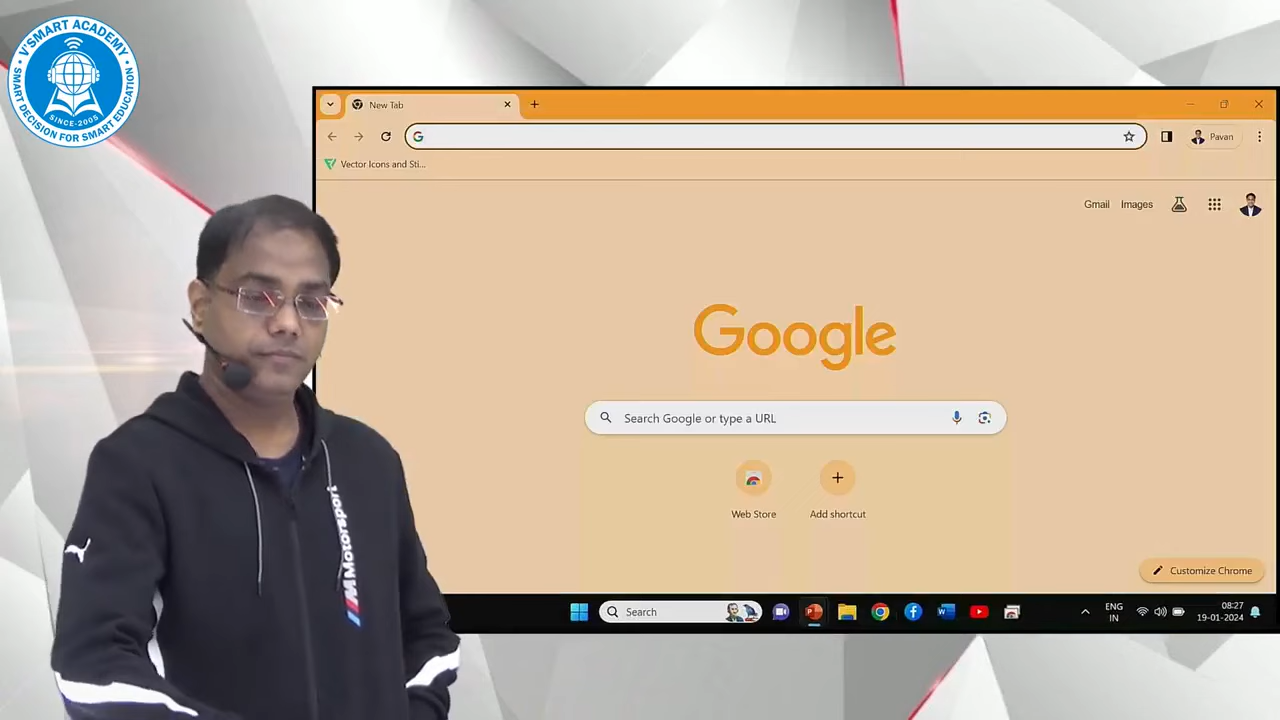 V'SMART ACADEMY
SMART DECISION FOR SMART EDUCATION
SINCE-2005
New Tab
Pavan
Vector Icons and Sti...
Gmail Images
Google
Search Google or type a URL
Web Store Add shortcut
Customize Chrome
Search
ENG
IN
08:27
19-01-2024
M Motorsport